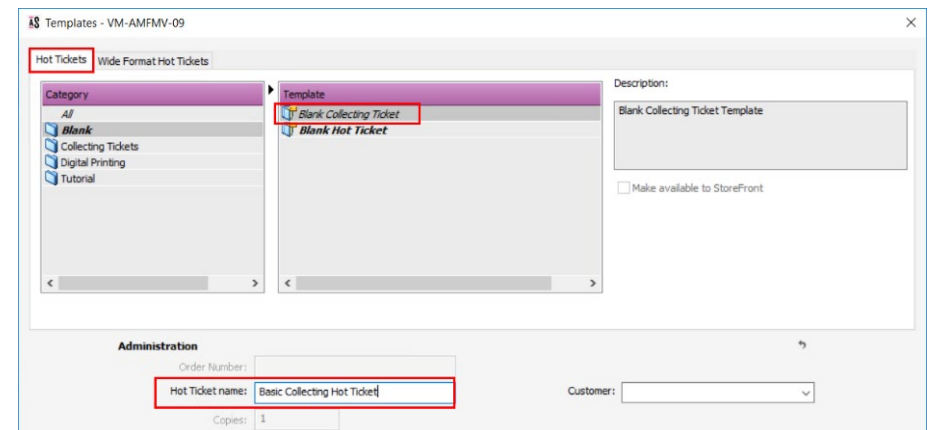 Templates - VM-AMFMV-09
Hot Tickets
Wide Format Hot Tickets
Category
All
Blank
Collecting Tickets
Digital Printing
Tutorial
Template
Blank Collecting Ticket
Blank Hot Ticket
Description:
Blank Collecting Ticket Template
Make available to StoreFront
Administration
Order Number:
Hot Ticket name: Basic Collecting Hot Ticket
Customer:
Copies: 1